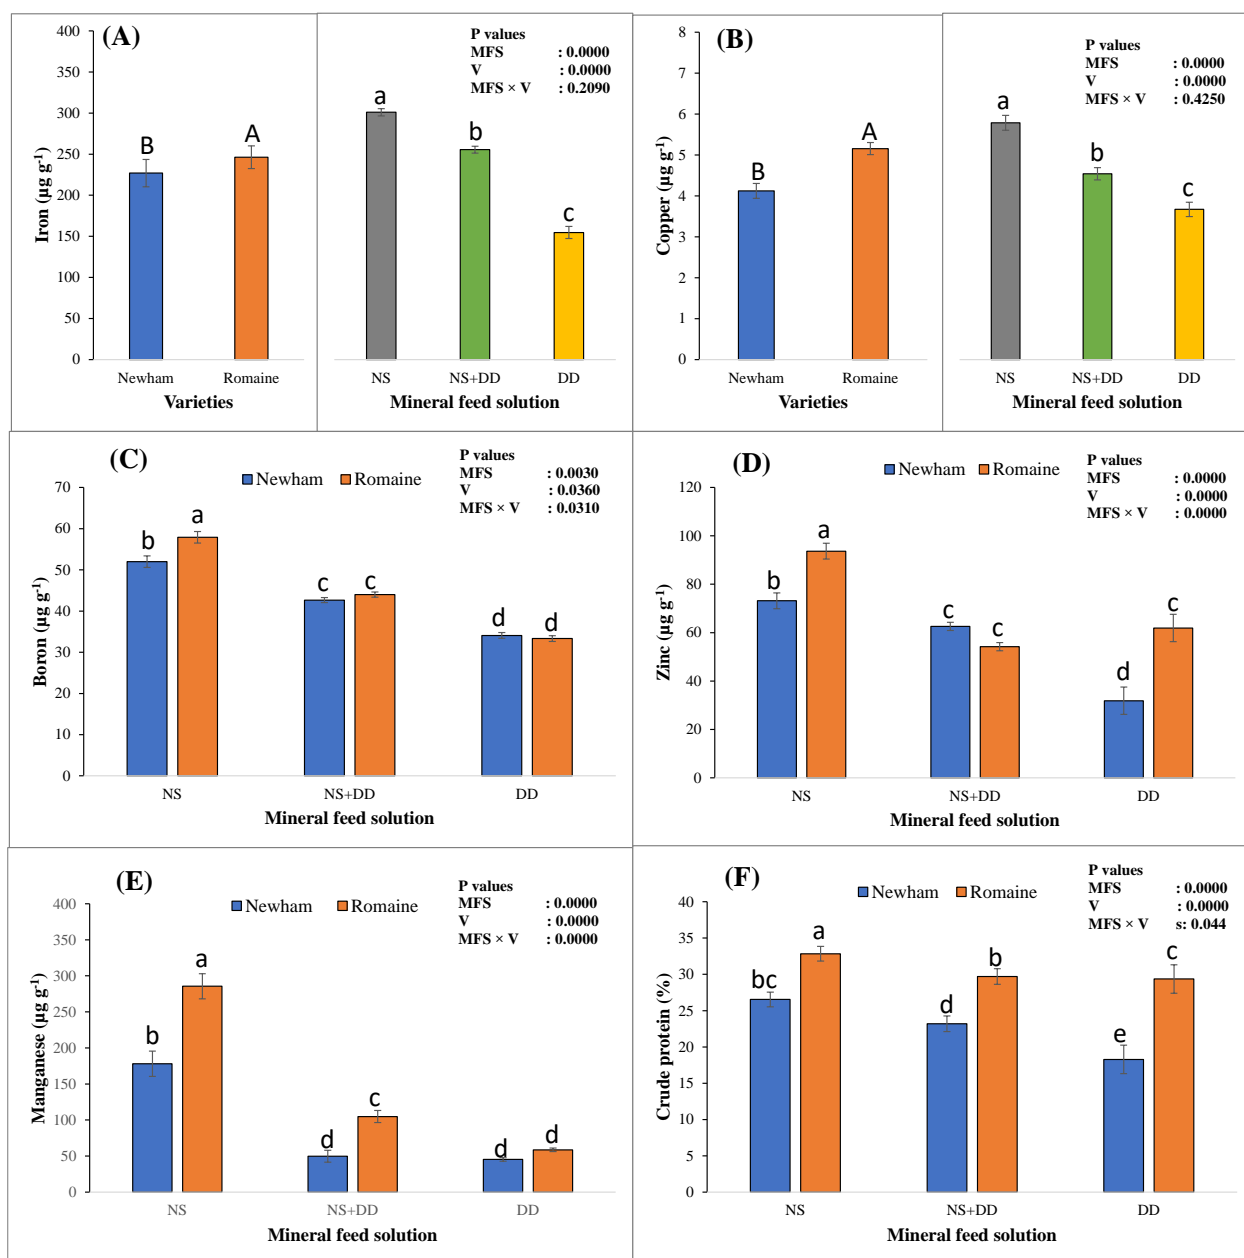 (A)
P values
MFS : 0.0000
V : 0.0000
MFS × V : 0.2090
Iron (µg g-1)
400
350
300
250
200
150
100
50
0
B
A
a
b
c
Newham
Romaine
NS
NS+DD
DD
Varieties
Mineral feed solution
(B)
P values
MFS : 0.0000
V : 0.0000
MFS × V : 0.4250
Copper (µg g-1)
8
7
6
5
4
3
2
1
0
B
A
a
b
c
Newham
Romaine
NS
NS+DD
DD
Varieties
Mineral feed solution
(C)
Newham
Romaine
P values
MFS : 0.0030
V : 0.0360
MFS × V : 0.0310
Boron (µg g-1)
70
60
50
40
30
20
10
0
b
a
c
c
d
d
NS
NS+DD
DD
Mineral feed solution
(D)
Newham
Romaine
P values
MFS : 0.0000
V : 0.0000
MFS × V : 0.0000
Zinc (µg g-1)
120
100
80
60
40
20
0
b
a
c
c
d
c
NS
NS+DD
DD
Mineral feed solution
(E)
Newham
Romaine
P values
MFS : 0.0000
V : 0.0000
MFS × V : 0.0000
Manganese (µg g-1)
400
350
300
250
200
150
100
50
0
b
a
d
c
d
d
NS
NS+DD
DD
Mineral feed solution
(F)
Newham
Romaine
P values
MFS : 0.0000
V : 0.0000
MFS × V s: 0.044
Crude protein (%)
40
35
30
25
20
15
10
5
0
bc
a
d
b
e
c
NS
NS+DD
DD
Mineral feed solution